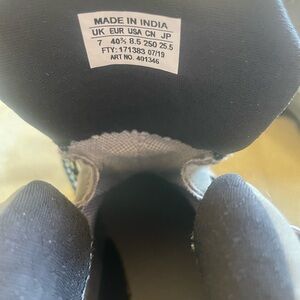 MADE IN INDIA
UK EUR USA CN JP
7 40⅔ 8.5 250 25.5
FTY: 171383 07/19
ART NO. 401346